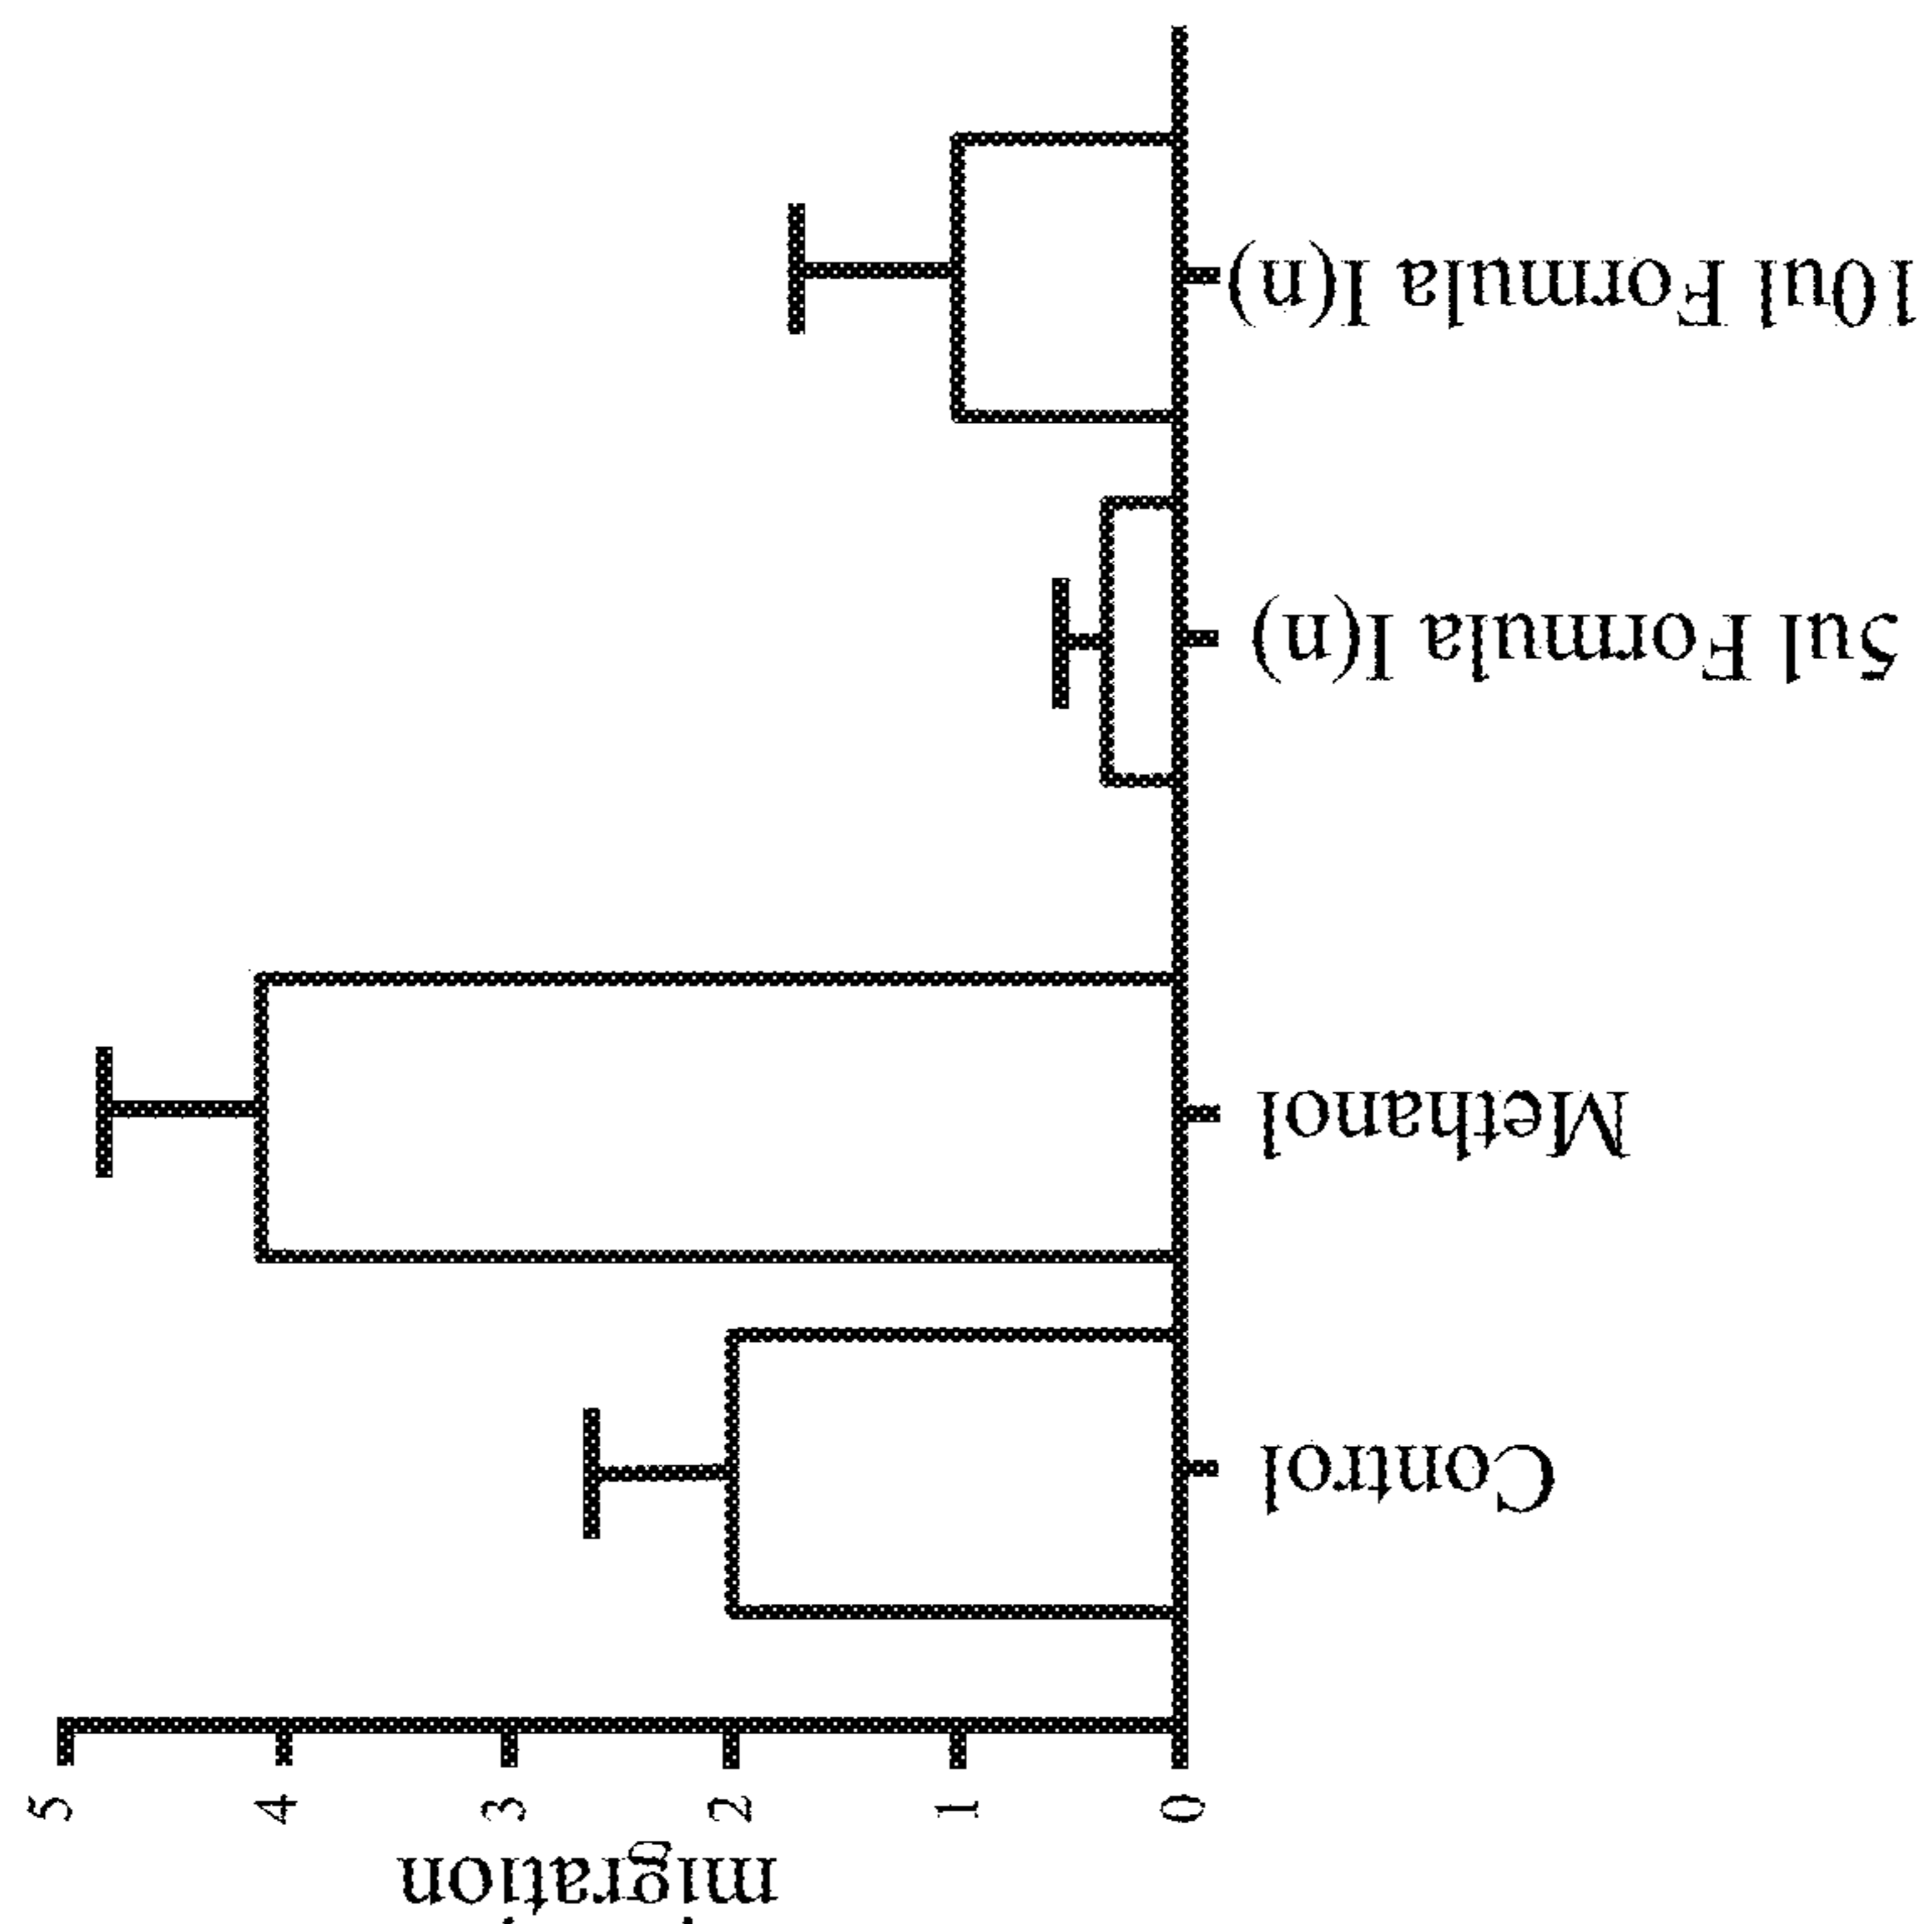 migration
5
4
3
2
1
0
Control
Methanol
5ul Formula I(n)
10ul Formula I(n)